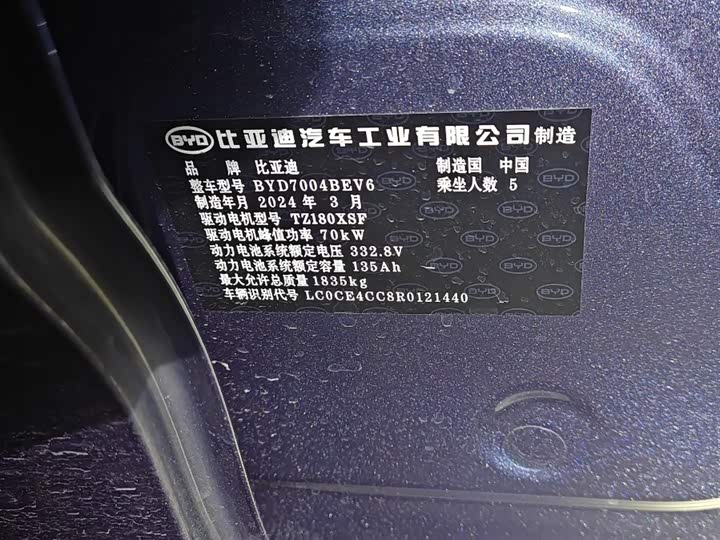 BYD 比亚迪汽车工业有限公司制造
品 牌 比亚迪 制造国 中国
整车型号 BYD7004BEV6 乘坐人数 5
制造年月 2024 年 3 月
驱动电机型号 TZ180XSF
驱动电机峰值功率 70kW
动力电池系统额定电压 332.8V
动力电池系统额定容量 135Ah
最大允许总质量 1835kg
车辆识别代号 LC0CE4CC8R0121440